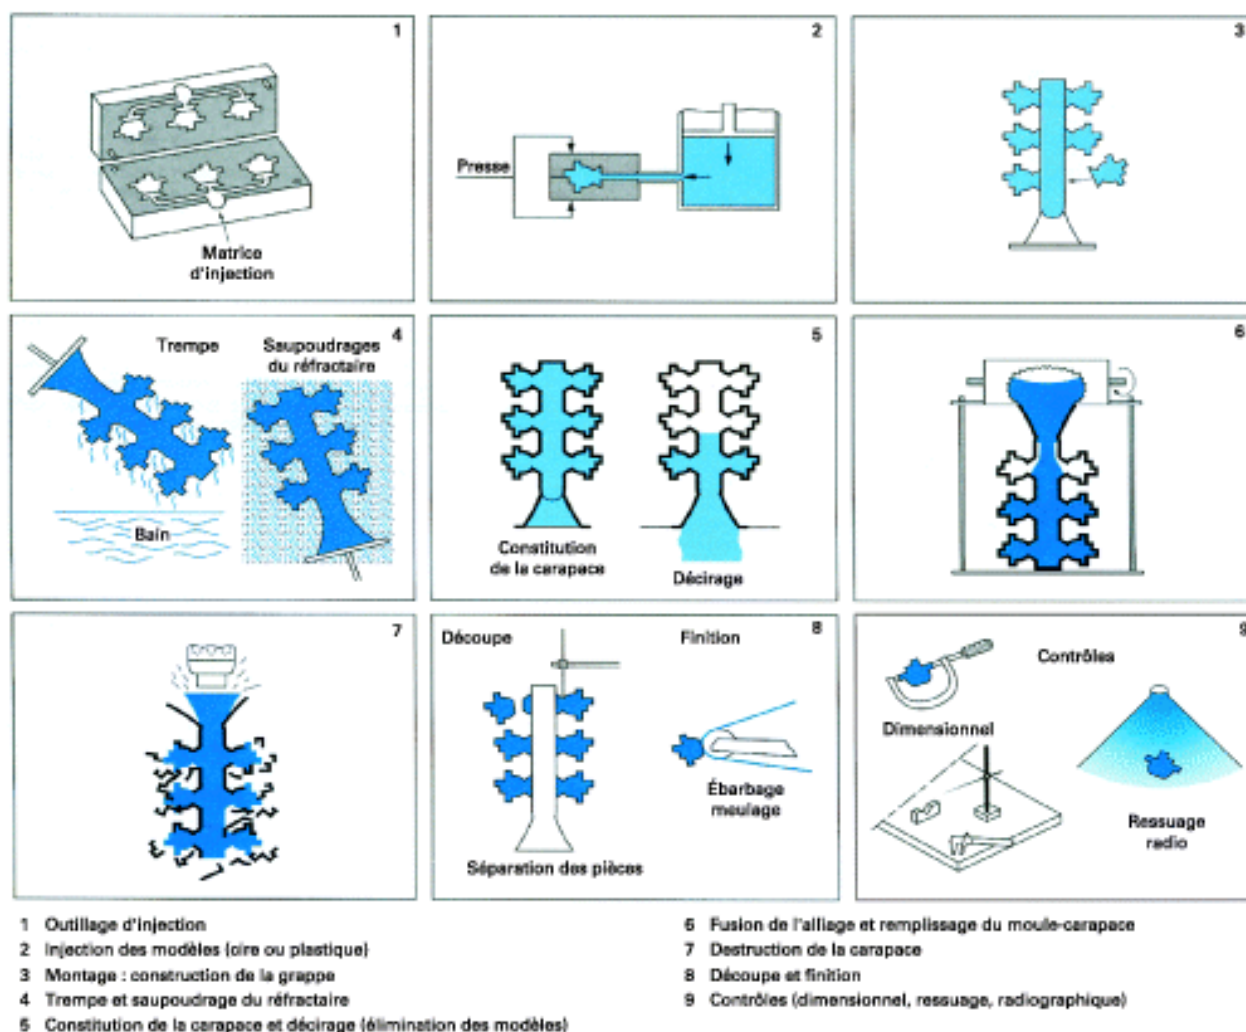 1
Matrice
d'injection
2
Presse
3
4
Trempe
Saupoudrages
du réfractaire
Bain
5
Constitution
de la carapace
Décirage
6
7
8
Découpe
Finition
Ébarbage
meulage
Séparation des pièces
9
Contrôles
Dimensionnel
Ressuage
radio
1 Outillage d'injection
2 Injection des modèles (cire ou plastique)
3 Montage : construction de la grappe
4 Trempe et saupoudrage du réfractaire
5 Constitution de la carapace et décirage (élimination des modèles)
6 Fusion de l'alliage et remplissage du moule-carapace
7 Destruction de la carapace
8 Découpe et finition
9 Contrôles (dimensionnel, ressuage, radiographique)